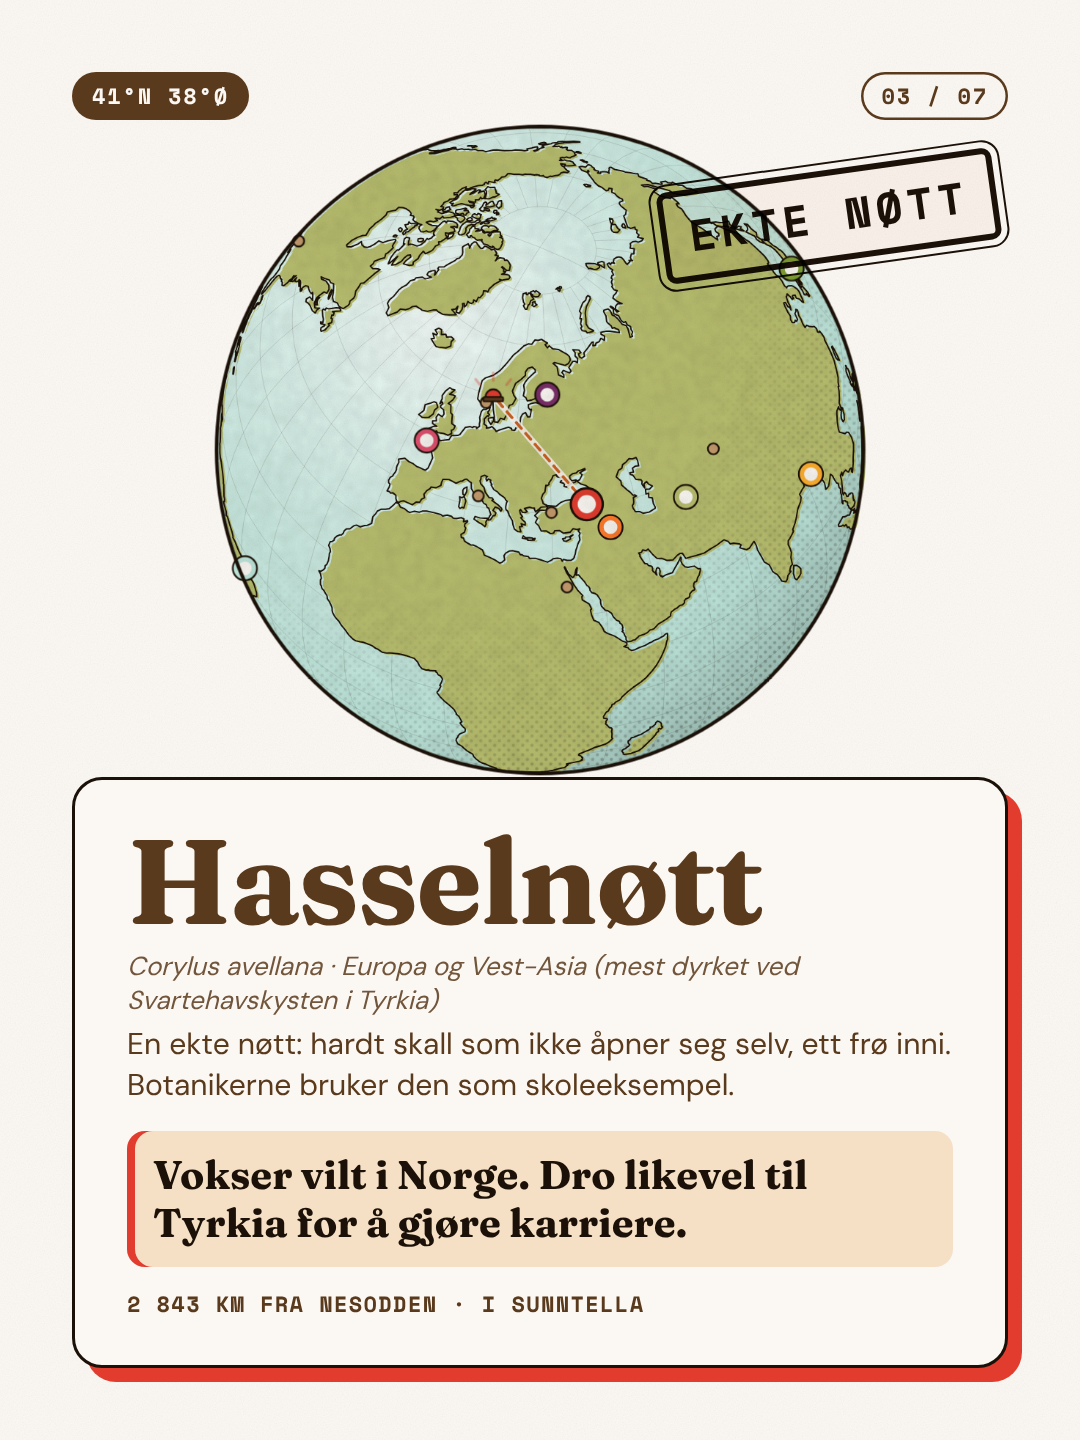 41°N 38°Ø
03 / 07
EKTE NØTT
Hasselnøtt
Corylus avellana · Europa og Vest-Asia (mest dyrket ved
Svartehavskysten i Tyrkia)
En ekte nøtt: hardt skall som ikke åpner seg selv, ett frø inni.
Botanikerne bruker den som skoleeksempel.
Vokser vilt i Norge. Dro likevel til
Tyrkia for å gjøre karriere.
2 843 KM FRA NESODDEN · I SUNNTELLA